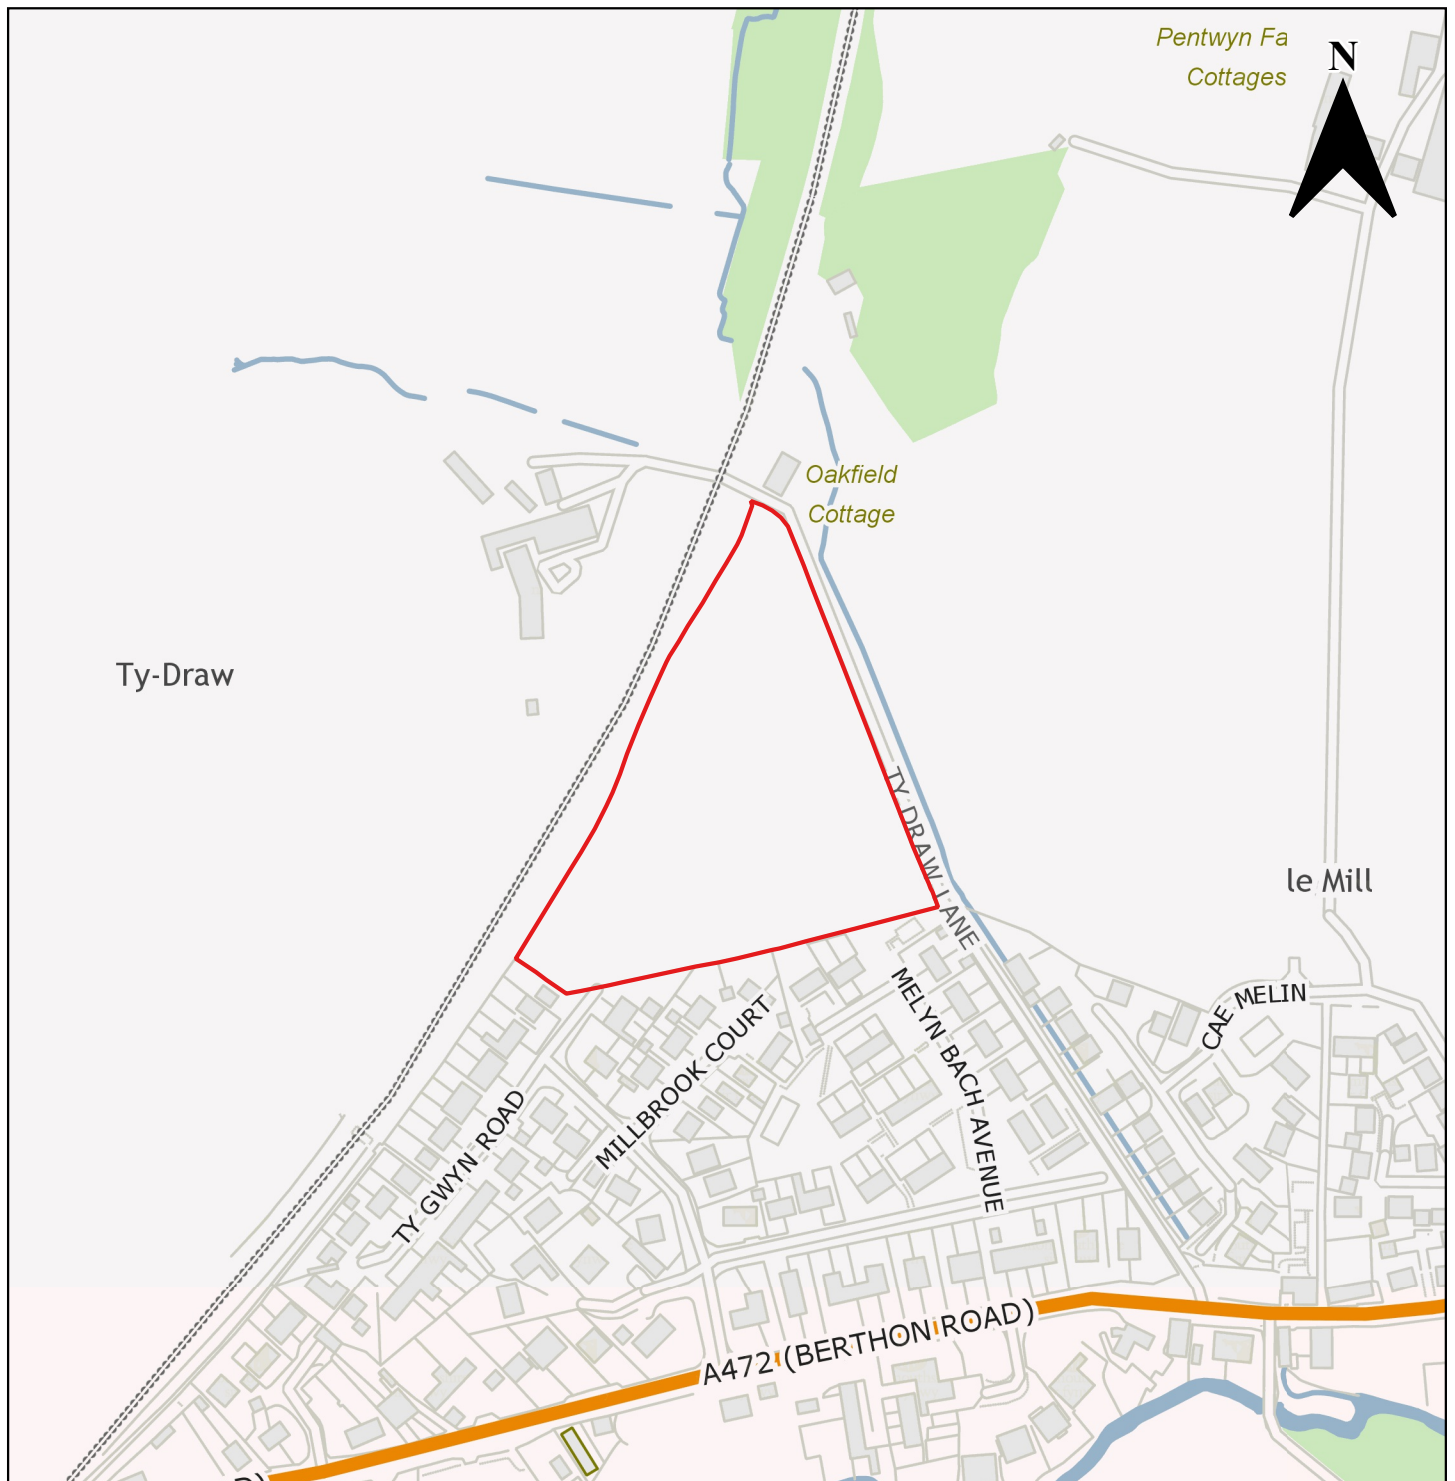 Pentwyn Fa
Cottages
N
Oakfield
Cottage
Ty-Draw
TY DRAW LANE
le Mill
CAE MELIN
MELYN BACH AVENUE
MILLBROOK COURT
TY GWYN ROAD
A472 (BERTHON ROAD)
D)